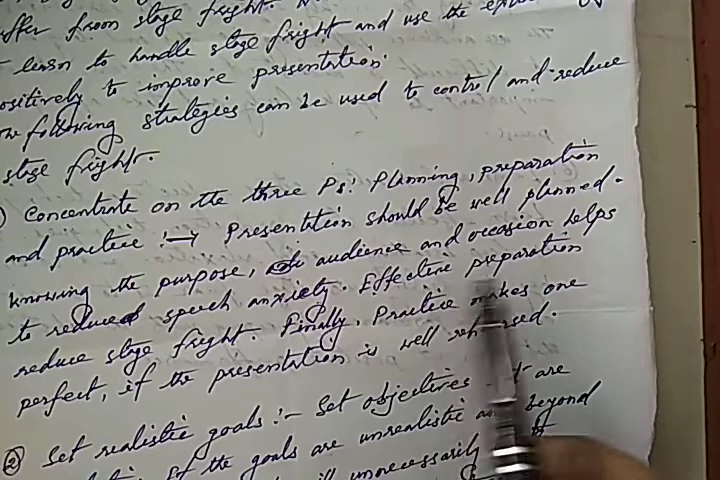 suffer from stage fright.
learn to handle stage fright and use the
positively to improve presentation.
following strategies can be used to control and reduce
stage fright.
Concentrate on the three Ps: Planning, preparation
and practice :→ Presentation should be well planned.
Knowing the purpose, audience and occasion helps
to reduced speech anxiety. Effective preparation
reduce stage fright. Finally, Practice makes one
perfect, if the presentation is well
② Set realistic goals :- Set objectives are
If the goals are unrealistic and beyond
unnecessarily